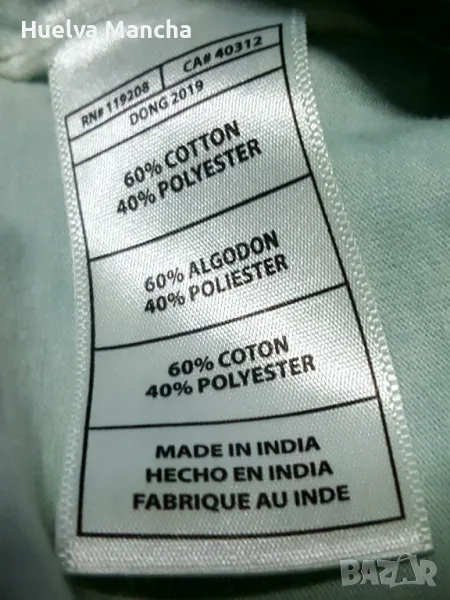 Huelva Mancha
RN# 119208 CA# 40312
DONG 2019
60% COTTON
40% POLYESTER
60% ALGODON
40% POLIESTER
60% COTON
40% POLYESTER
MADE IN INDIA
HECHO EN INDIA
FABRIQUE AU INDE
BAZAR